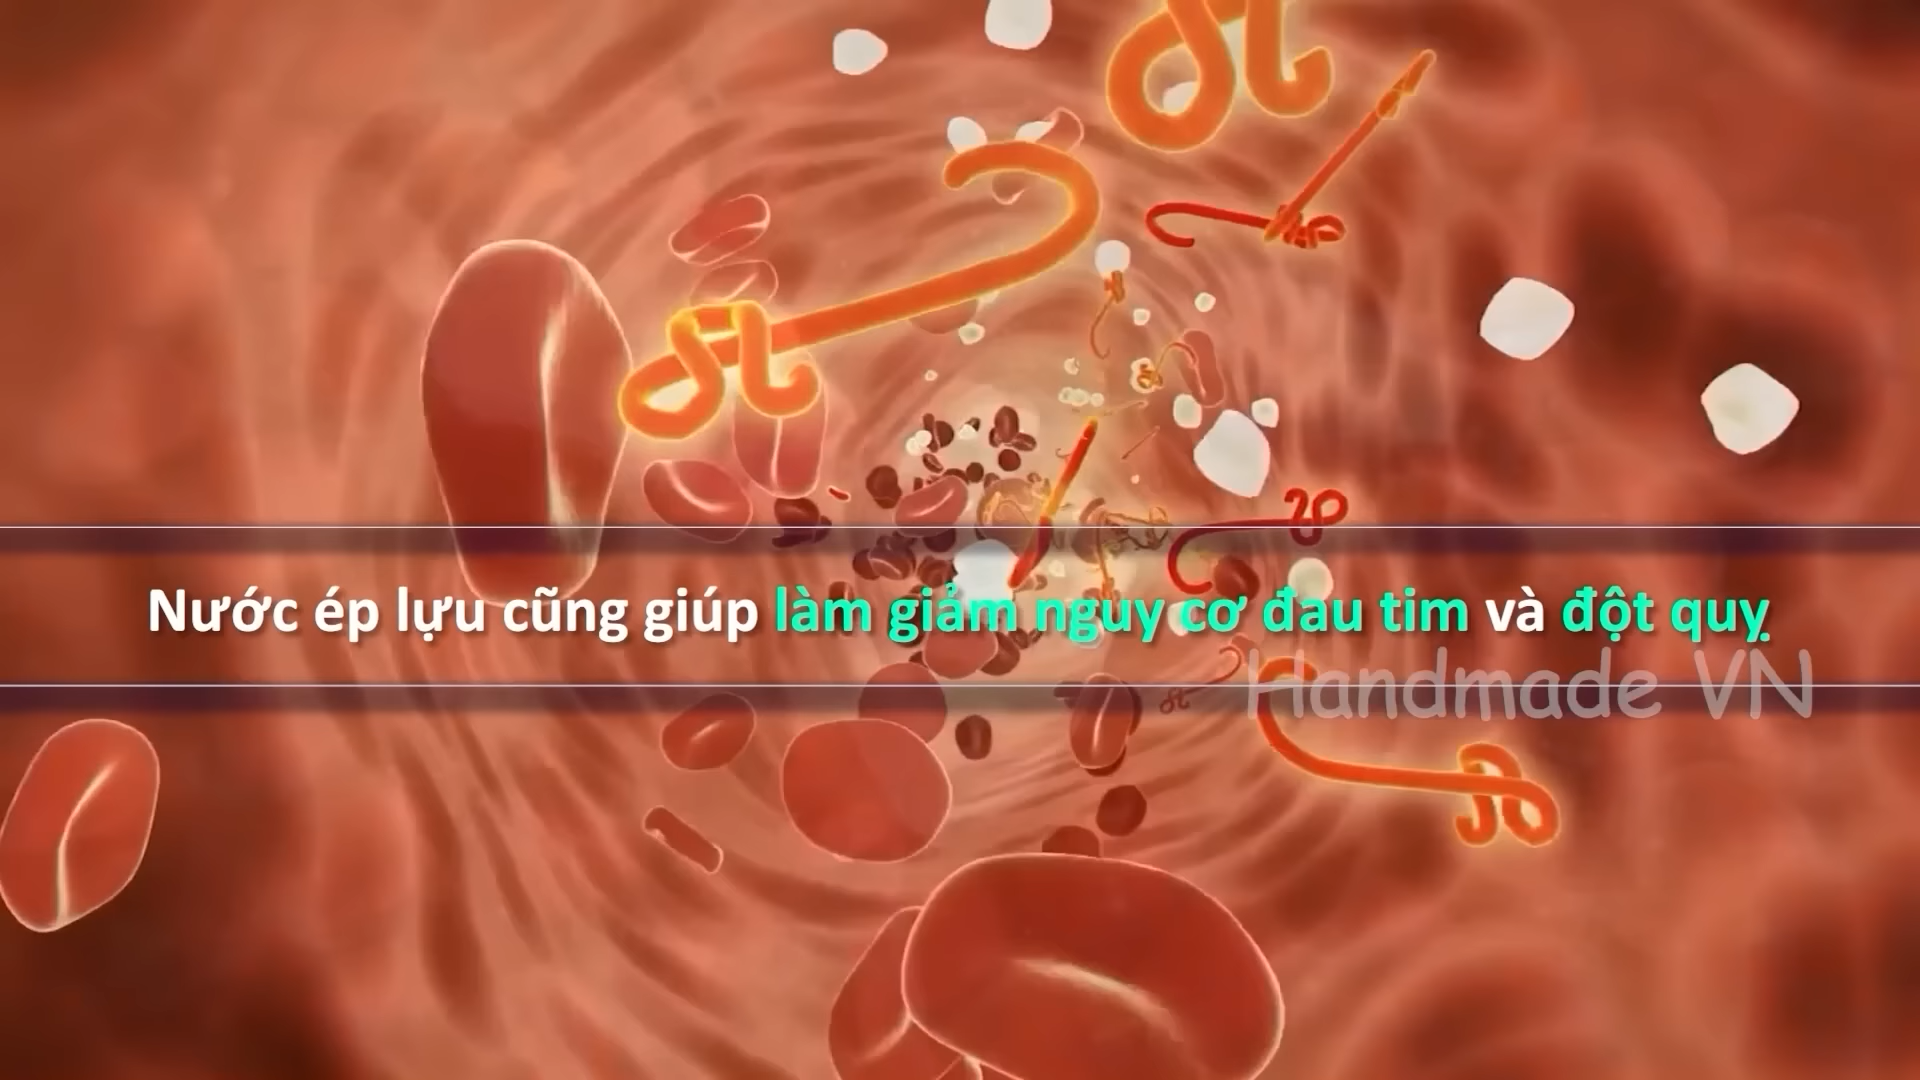 Nước ép lựu cũng giúp làm giảm nguy cơ đau tim và đột quỵ
Handmade VN